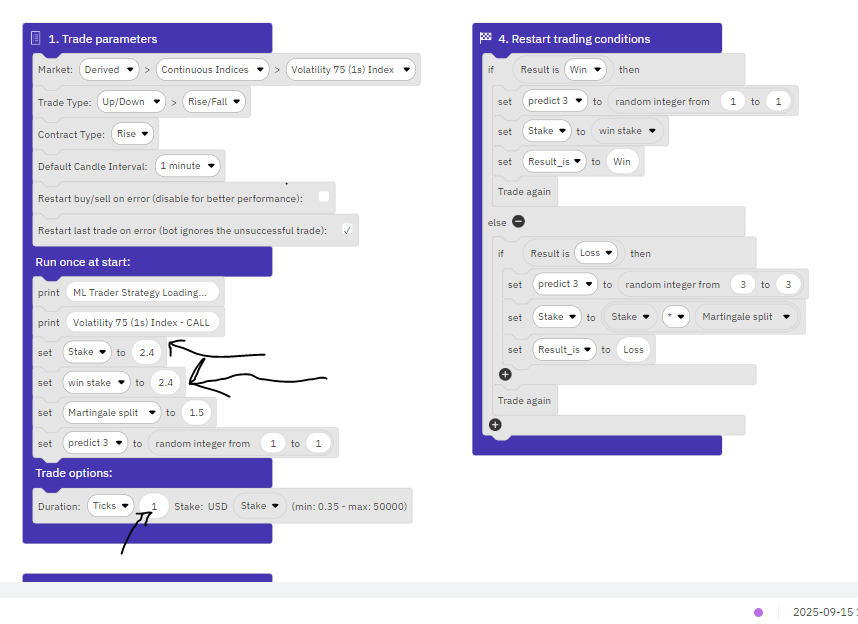 1. Trade parameters
Market: Derived > Continuous Indices > Volatility 75 (1s) Index
Trade Type: Up/Down > Rise/Fall
Contract Type: Rise
Default Candle Interval: 1 minute
Restart buy/sell on error (disable for better performance):
Restart last trade on error (bot ignores the unsuccessful trade): ✓
Run once at start:
print ML Trader Strategy Loading...
print Volatility 75 (1s) Index - CALL
set Stake to 2.4
set win stake to 2.4
set Martingale split to 1.5
set predict 3 to random integer from 1 to 1
Trade options:
Duration: Ticks 1 Stake: USD Stake (min: 0.35 - max: 50000)
4. Restart trading conditions
if Result is Win then
set predict 3 to random integer from 1 to 1
set Stake to win stake
set Result_is to Win
Trade again
else
if Result is Loss then
set predict 3 to random integer from 3 to 3
set Stake to Stake * Martingale split
set Result_is to Loss
Trade again
2025-09-15